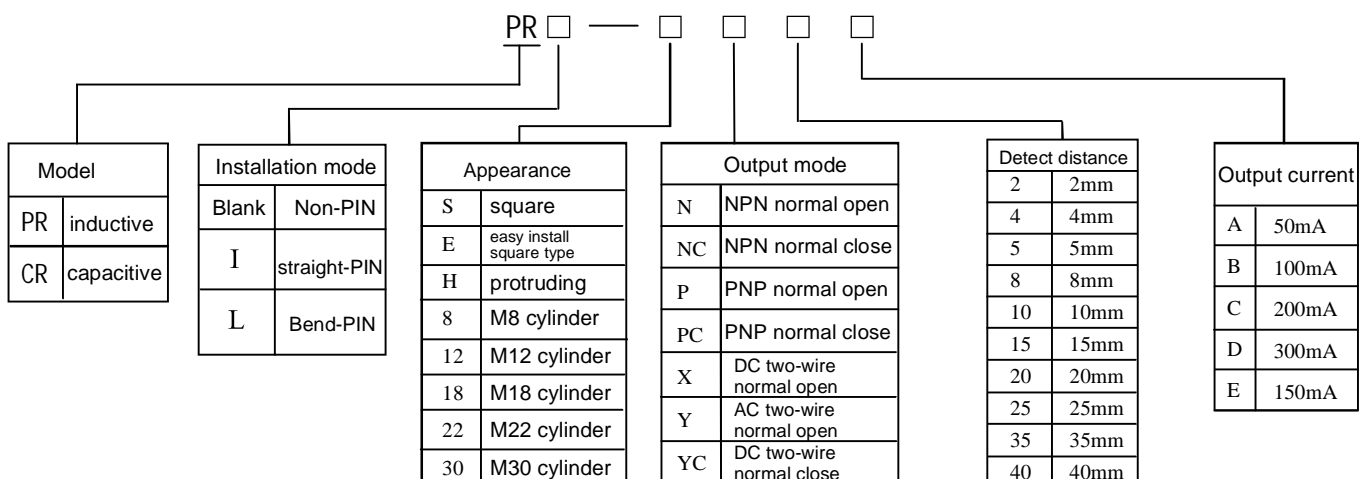 PR □ — □ □ □ □
Model
PR inductive
CR capacitive
Installation mode
Blank Non-PIN
I straight-PIN
L Bend-PIN
Appearance
S square
E easy install
square type
H protruding
8 M8 cylinder
12 M12 cylinder
18 M18 cylinder
22 M22 cylinder
30 M30 cylinder
Output mode
N NPN normal open
NC NPN normal close
P PNP normal open
PC PNP normal close
X DC two-wire
normal open
Y AC two-wire
normal open
YC DC two-wire
normal close
Detect distance
2 2mm
4 4mm
5 5mm
8 8mm
10 10mm
15 15mm
20 20mm
25 25mm
35 35mm
40 40mm
Output current
A 50mA
B 100mA
C 200mA
D 300mA
E 150mA